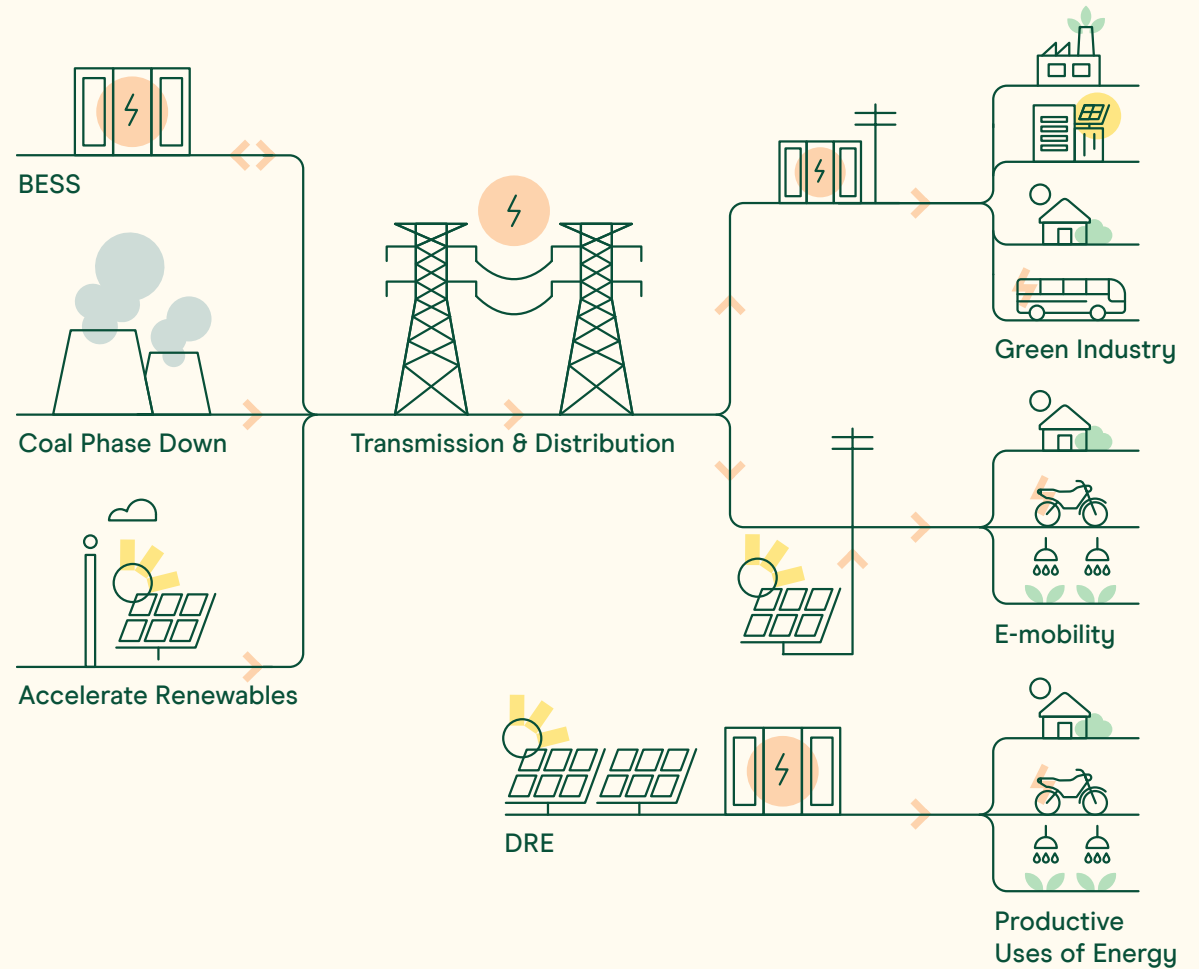 BESS
Coal Phase Down
Transmission & Distribution
Accelerate Renewables
DRE
Green Industry
E-mobility
Productive
Uses of Energy